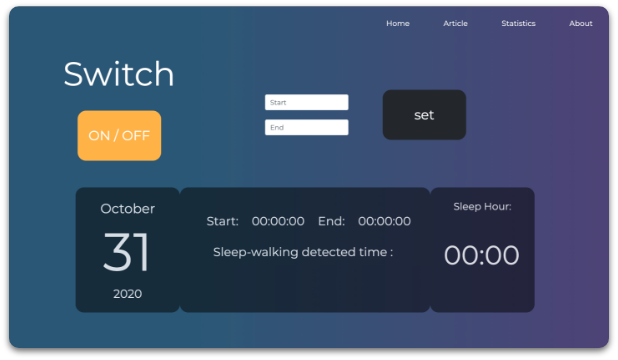 Home Article Statistics About
Switch
Start
End
set
ON / OFF
October
31
2020
Start: 00:00:00 End: 00:00:00
Sleep-walking detected time :
Sleep Hour:
00:00